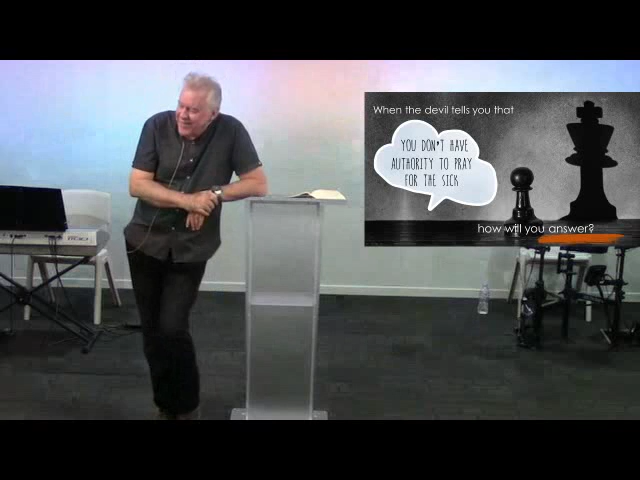 When the devil tells you that
YOU DON'T HAVE
AUTHORITY TO PRAY
FOR THE SICK
how will you answer?